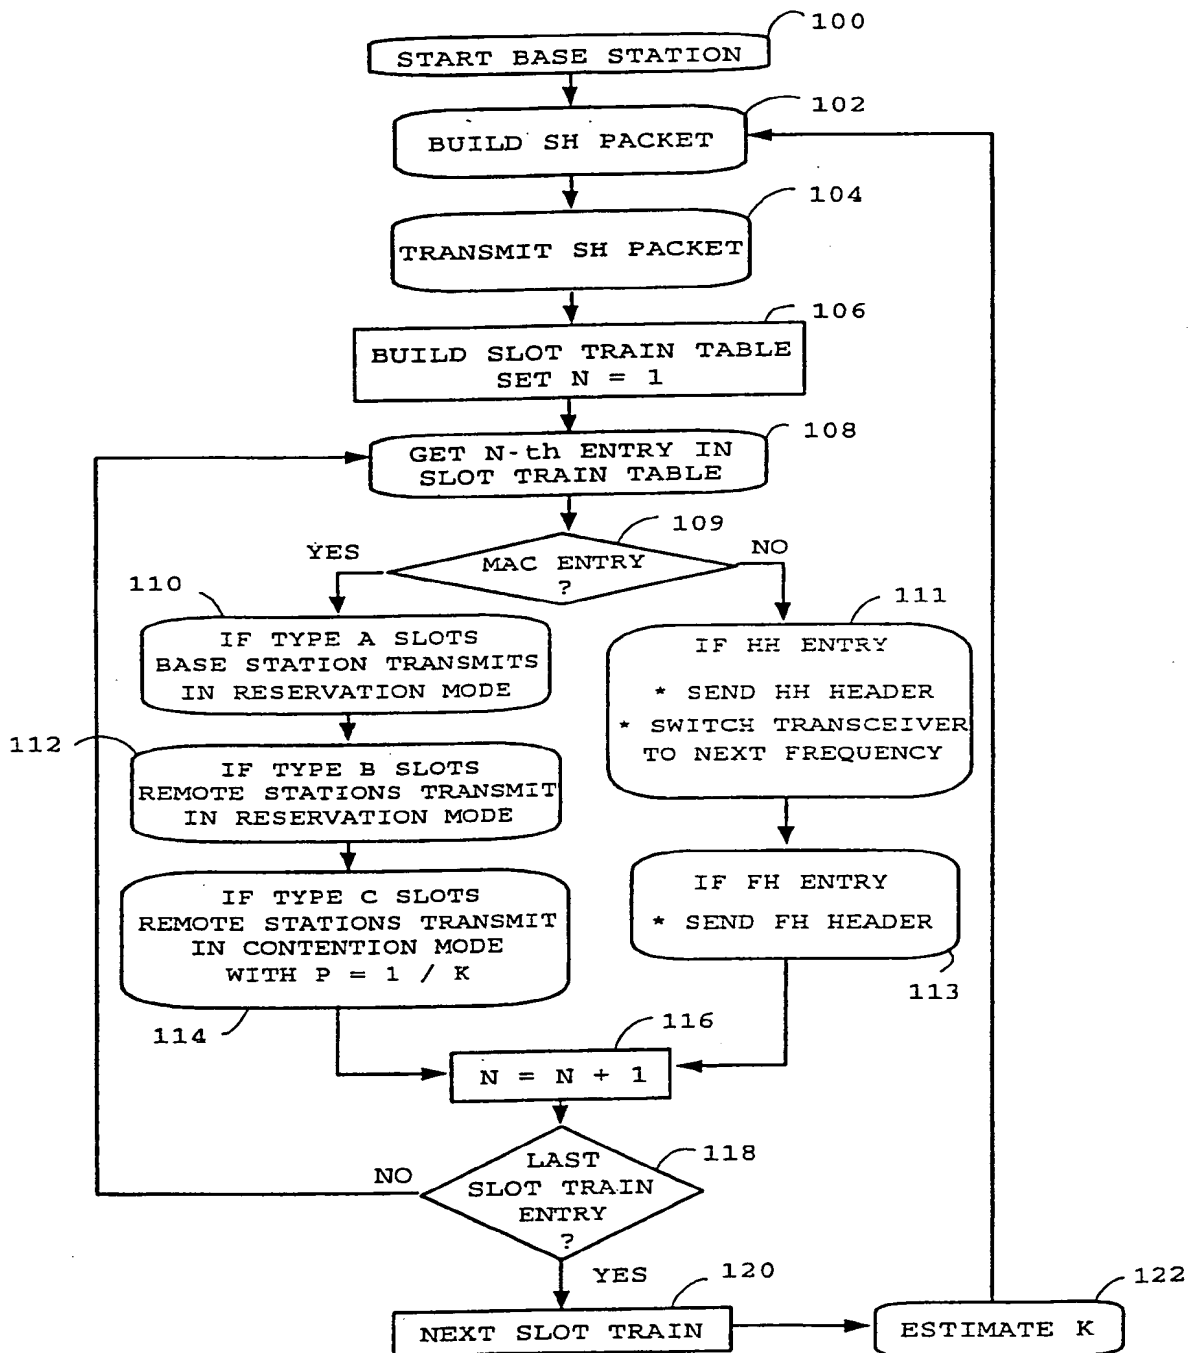 100
START BASE STATION
102
BUILD SH PACKET
104
TRANSMIT SH PACKET
106
BUILD SLOT TRAIN TABLE
SET N = 1
108
GET N-th ENTRY IN
SLOT TRAIN TABLE
109
YES
MAC ENTRY
?
NO
110
IF TYPE A SLOTS
BASE STATION TRANSMITS
IN RESERVATION MODE
111
IF HH ENTRY
* SEND HH HEADER
* SWITCH TRANSCEIVER
TO NEXT FREQUENCY
112
IF TYPE B SLOTS
REMOTE STATIONS TRANSMIT
IN RESERVATION MODE
IF TYPE C SLOTS
REMOTE STATIONS TRANSMIT
IN CONTENTION MODE
WITH P = 1 / K
114
IF FH ENTRY
* SEND FH HEADER
113
116
N = N + 1
118
NO
LAST
SLOT TRAIN
ENTRY
?
YES
120
NEXT SLOT TRAIN
122
ESTIMATE K